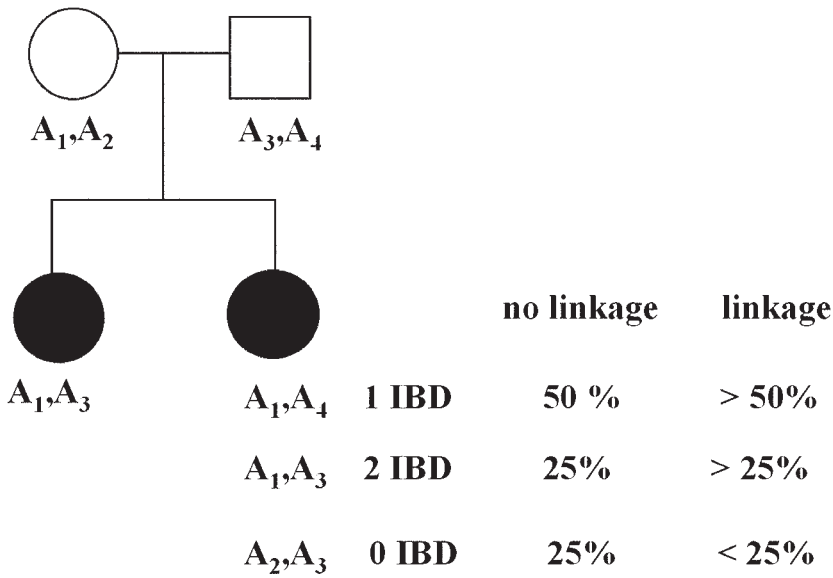 A₁,A₂ A₃,A₄
no linkage linkage
A₁,A₃ A₁,A₄ 1 IBD 50 % > 50%
A₁,A₃ 2 IBD 25% > 25%
A₂,A₃ 0 IBD 25% < 25%